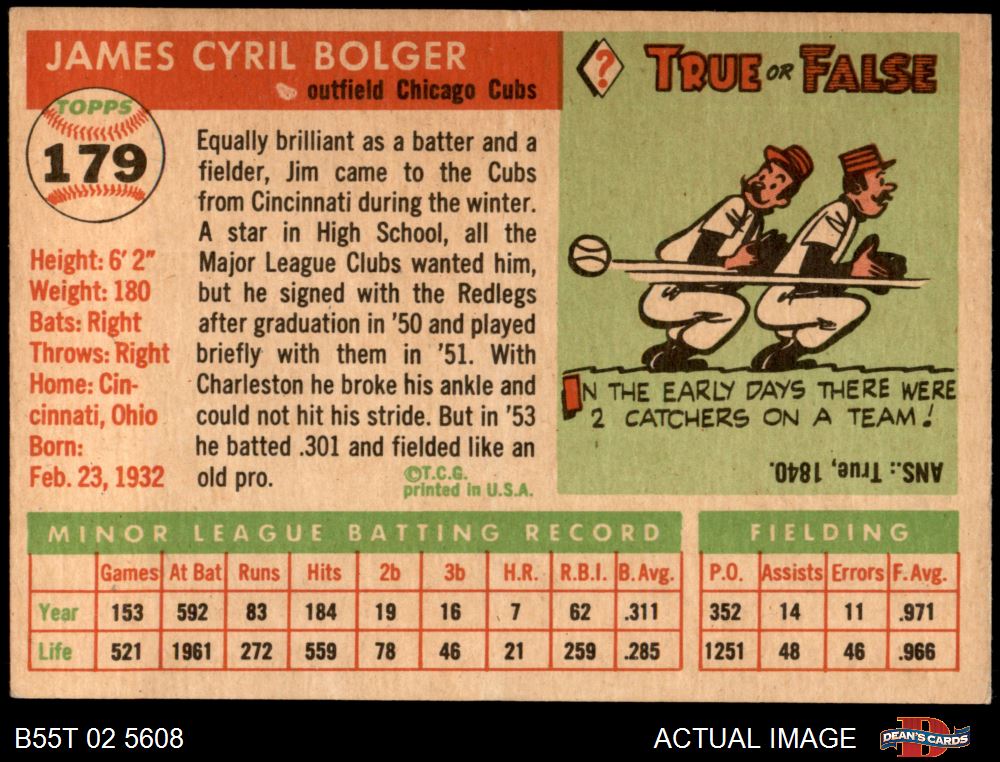 JAMES CYRIL BOLGER
outfield Chicago Cubs
TOPPS
179
Height: 6' 2"
Weight: 180
Bats: Right
Throws: Right
Home: Cin-
cinnati, Ohio
Born:
Feb. 23, 1932
Equally brilliant as a batter and a
fielder, Jim came to the Cubs
from Cincinnati during the winter.
A star in High School, all the
Major League Clubs wanted him,
but he signed with the Redlegs
after graduation in '50 and played
briefly with them in '51. With
Charleston he broke his ankle and
could not hit his stride. But in '53
he batted .301 and fielded like an
old pro.
©T.C.G.
printed in U.S.A.
? TRUE OR FALSE
IN THE EARLY DAYS THERE WERE
2 CATCHERS ON A TEAM!
ANS.: True, 1840.
MINOR LEAGUE BATTING RECORD FIELDING
Games At Bat Runs Hits 2b 3b H.R. R.B.I. B. Avg. P.O. Assists Errors F. Avg.
Year 153 592 83 184 19 16 7 62 .311 352 14 11 .971
Life 521 1961 272 559 78 46 21 259 .285 1251 48 46 .966
B55T 02 5608 ACTUAL IMAGE D DEAN'S CARDS